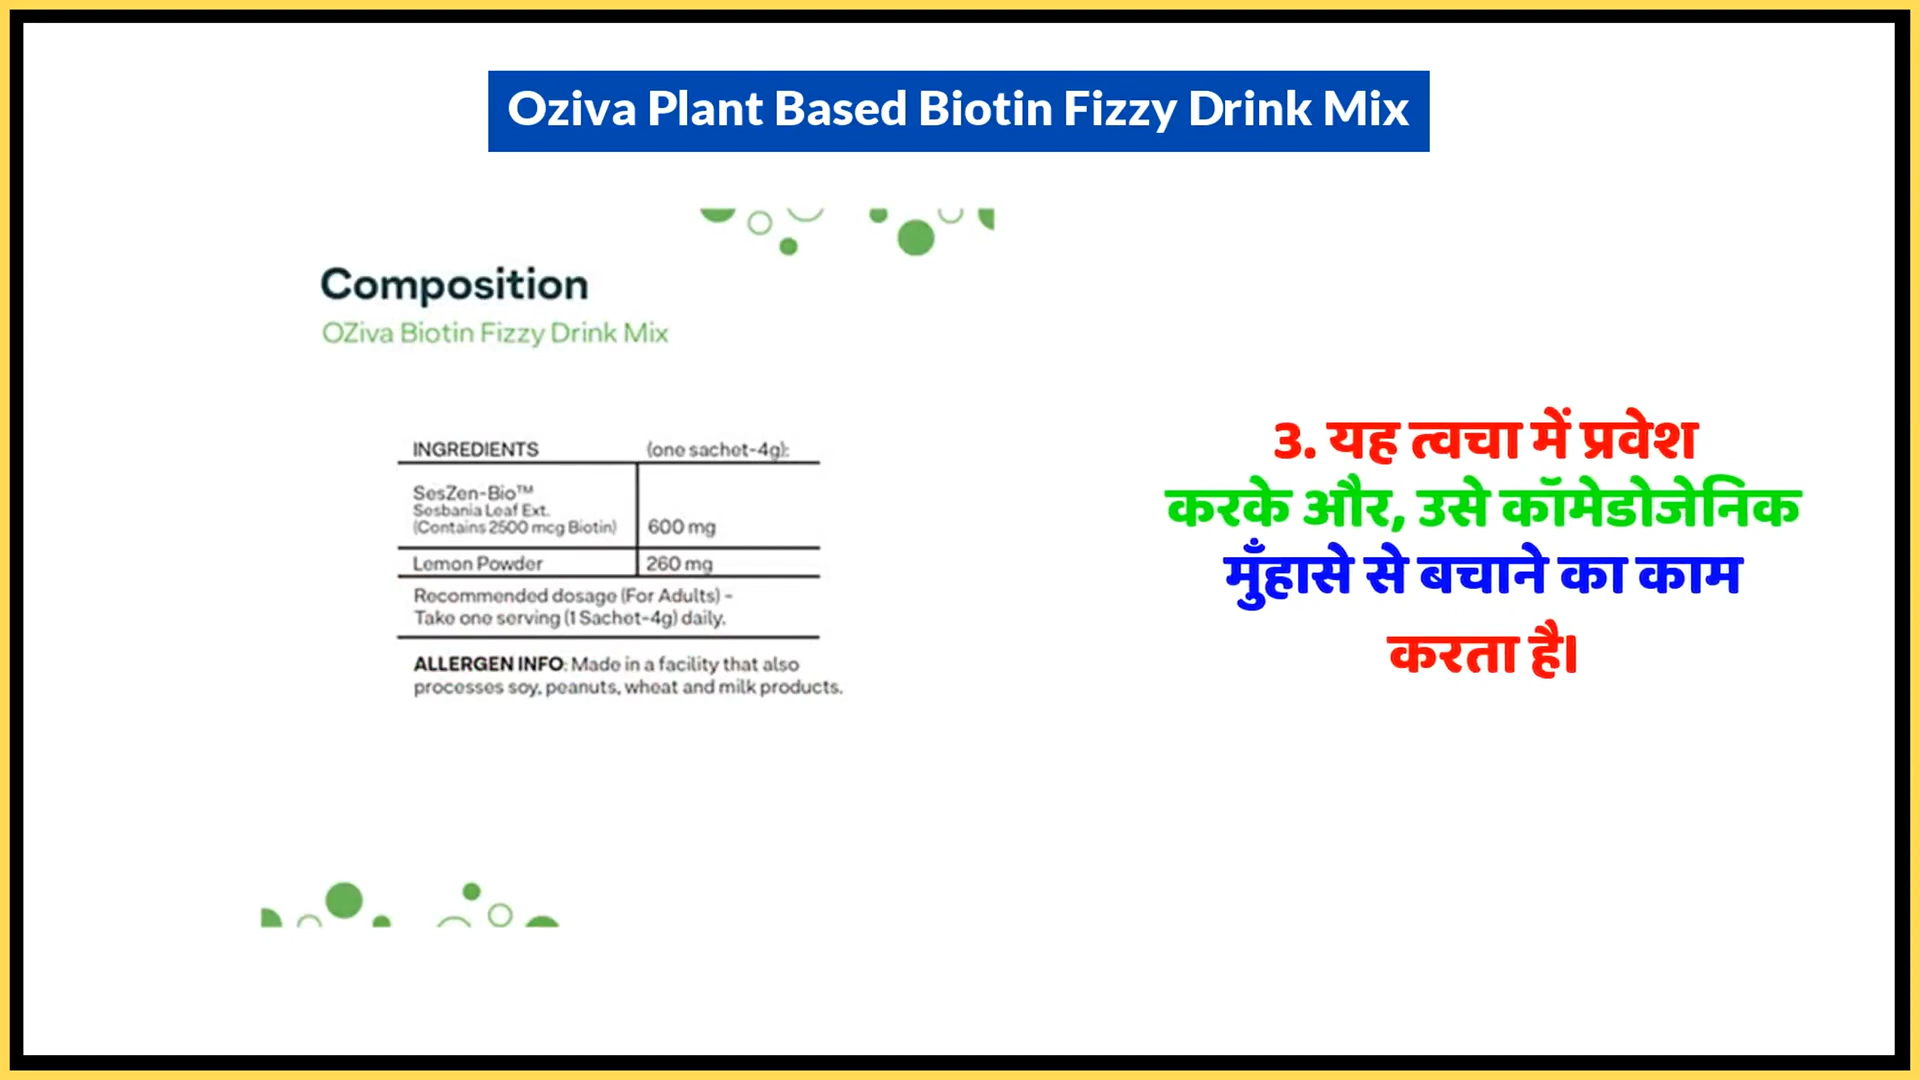 Oziva Plant Based Biotin Fizzy Drink Mix
Composition
OZiva Biotin Fizzy Drink Mix
INGREDIENTS (one sachet-4g):
SesZen-Bio™
Sesbania Leaf Ext.
(Contains 2500 mcg Biotin) 600 mg
Lemon Powder 260 mg
Recommended dosage (For Adults) -
Take one serving (1 Sachet-4g) daily.
ALLERGEN INFO: Made in a facility that also
processes soy, peanuts, wheat and milk products.
3. यह त्वचा में प्रवेश
करके और, उसे कॉमेडोजेनिक
मुँहासे से बचाने का काम
करता है।